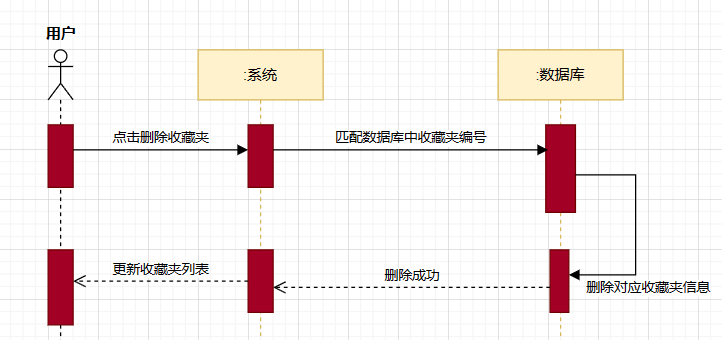 用户
:系统
:数据库
点击删除收藏夹
匹配数据库中收藏夹编号
更新收藏夹列表
删除成功
删除对应收藏夹信息